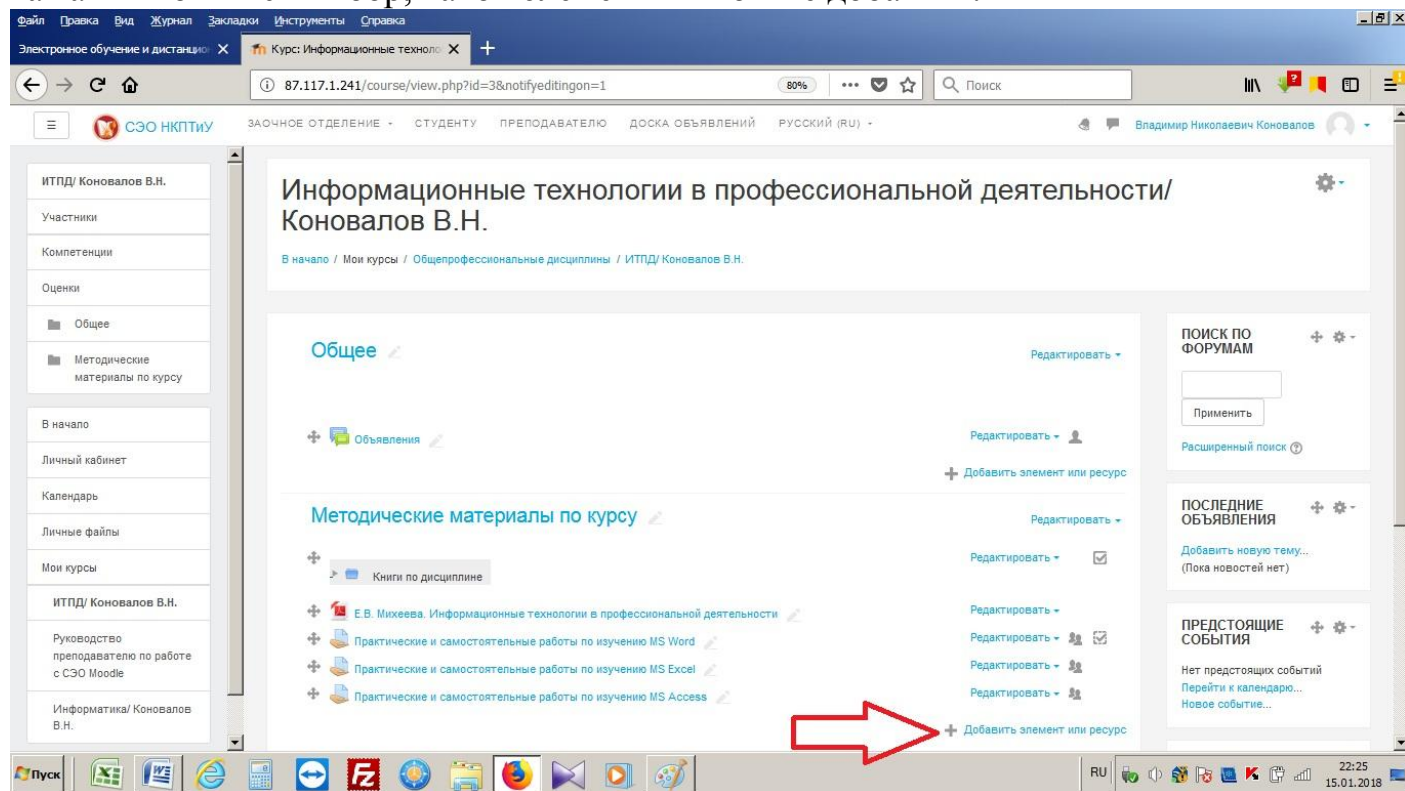 Файл Правка Вид Журнал Закладки Инструменты Справка
Электронное обучение и дистанцио
Курс: Информационные техноло
87.117.1.241/course/view.php?id=3&notifyeditingon=1
80%
Поиск
СЭО НКПТиУ
ЗАОЧНОЕ ОТДЕЛЕНИЕ
СТУДЕНТУ
ПРЕПОДАВАТЕЛЮ
ДОСКА ОБЪЯВЛЕНИЙ
РУССКИЙ (RU)
Владимир Николаевич Коновалов
ИТПД/ Коновалов В.Н.
Участники
Компетенции
Оценки
Общее
Методические
материалы по курсу
В начало
Личный кабинет
Календарь
Личные файлы
Мои курсы
ИТПД/ Коновалов В.Н.
Руководство
преподавателю по работе
с СЭО Moodle
Информатика/ Коновалов
В.Н.
Информационные технологии в профессиональной деятельности/
Коновалов В.Н.
В начало / Мои курсы / Общепрофессиональные дисциплины / ИТПД/ Коновалов В.Н.
Общее
Редактировать
Объявления
Редактировать
Добавить элемент или ресурс
Методические материалы по курсу
Редактировать
Книги по дисциплине
Редактировать
Е.В. Михеева. Информационные технологии в профессиональной деятельности
Редактировать
Практические и самостоятельные работы по изучению MS Word
Редактировать
Практические и самостоятельные работы по изучению MS Excel
Редактировать
Практические и самостоятельные работы по изучению MS Access
Редактировать
Добавить элемент или ресурс
ПОИСК ПО
ФОРУМАМ
Применить
Расширенный поиск
ПОСЛЕДНИЕ
ОБЪЯВЛЕНИЯ
Добавить новую тему...
(Пока новостей нет)
ПРЕДСТОЯЩИЕ
СОБЫТИЯ
Нет предстоящих событий
Перейти к календарю...
Новое событие...
Пуск
RU
22:25
15.01.2018